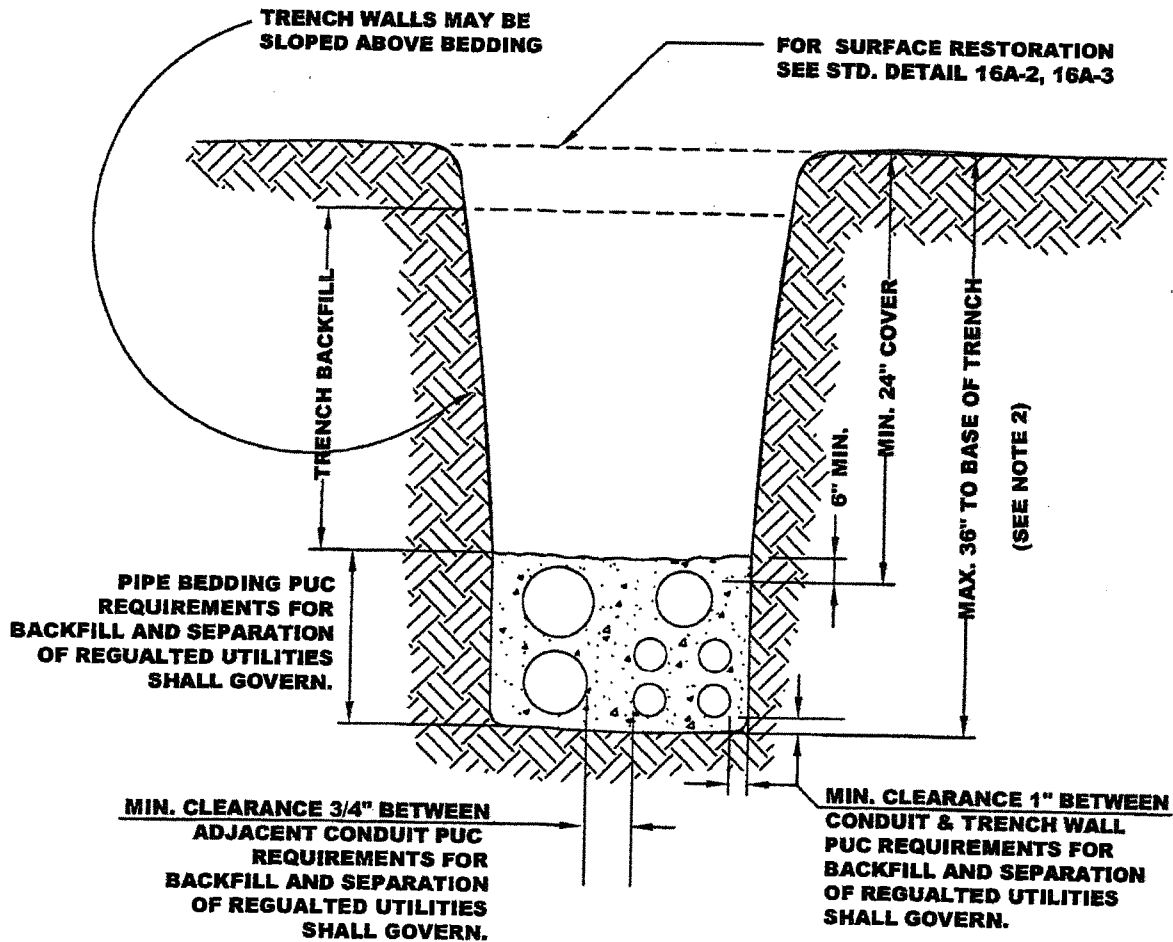 TRENCH WALLS MAY BE
SLOPED ABOVE BEDDING
FOR SURFACE RESTORATION
SEE STD. DETAIL 16A-2, 16A-3
TRENCH BACKFILL
6" MIN.
MIN. 24" COVER
MAX. 36" TO BASE OF TRENCH
(SEE NOTE 2)
PIPE BEDDING PUC
REQUIREMENTS FOR
BACKFILL AND SEPARATION
OF REGUALTED UTILITIES
SHALL GOVERN.
MIN. CLEARANCE 3/4" BETWEEN
ADJACENT CONDUIT PUC
REQUIREMENTS FOR
BACKFILL AND SEPARATION
OF REGUALTED UTILITIES
SHALL GOVERN.
MIN. CLEARANCE 1" BETWEEN
CONDUIT & TRENCH WALL
PUC REQUIREMENTS FOR
BACKFILL AND SEPARATION
OF REGUALTED UTILITIES
SHALL GOVERN.